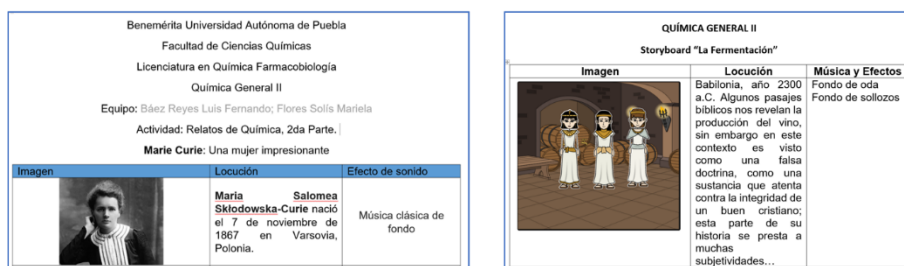 Benemérita Universidad Autónoma de Puebla
Facultad de Ciencias Químicas
Licenciatura en Química Farmacobiología
Química General II
Equipo: Báez Reyes Luis Fernando; Flores Solís Mariela
Actividad: Relatos de Química, 2da Parte.
Marie Curie: Una mujer impresionante
Imagen Locución Efecto de sonido
Maria Salomea
Skłodowska-Curie nació
el 7 de noviembre de
1867 en Varsovia,
Polonia.
Música clásica de
fondo
QUÍMICA GENERAL II
Storyboard "La Fermentación"
Imagen Locución Música y Efectos
Babilonia, año 2300
a.C. Algunos pasajes
bíblicos nos revelan la
producción del vino,
sin embargo en este
contexto es visto
como una falsa
doctrina, como una
sustancia que atenta
contra la integridad de
un buen cristiano;
esta parte de su
historia se presta a
muchas
subjetividades...
Fondo de oda
Fondo de sollozos